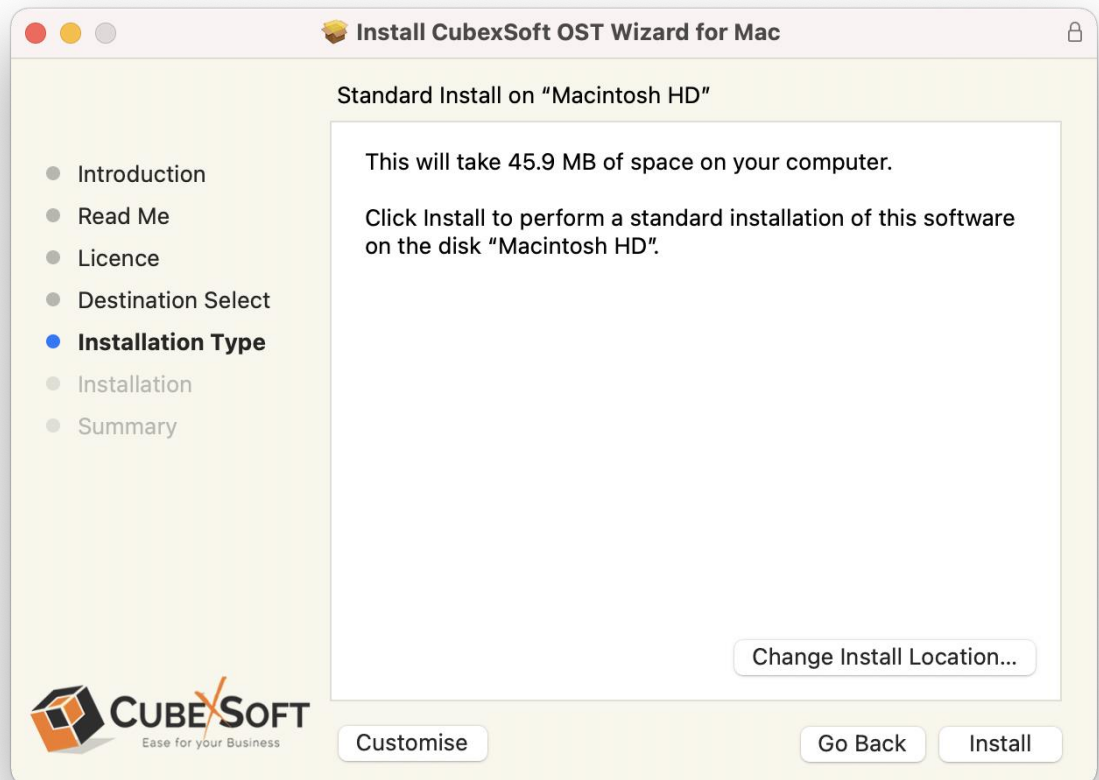 Install CubexSoft OST Wizard for Mac
Standard Install on “Macintosh HD”
Introduction
Read Me
Licence
Destination Select
Installation Type
Installation
Summary
This will take 45.9 MB of space on your computer.
Click Install to perform a standard installation of this software
on the disk “Macintosh HD”.
Change Install Location...
CUBEXSOFT
Ease for your Business
Customise
Go Back
Install